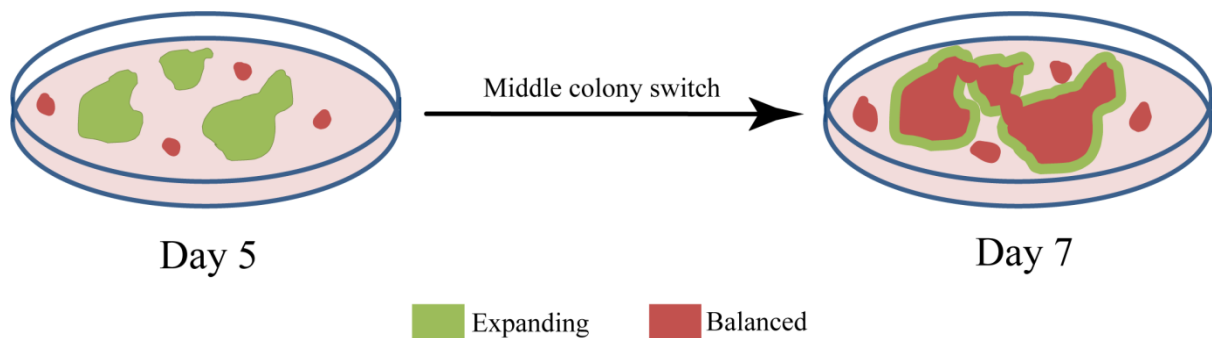 Middle colony switch
Day 5
Day 7
Expanding
Balanced